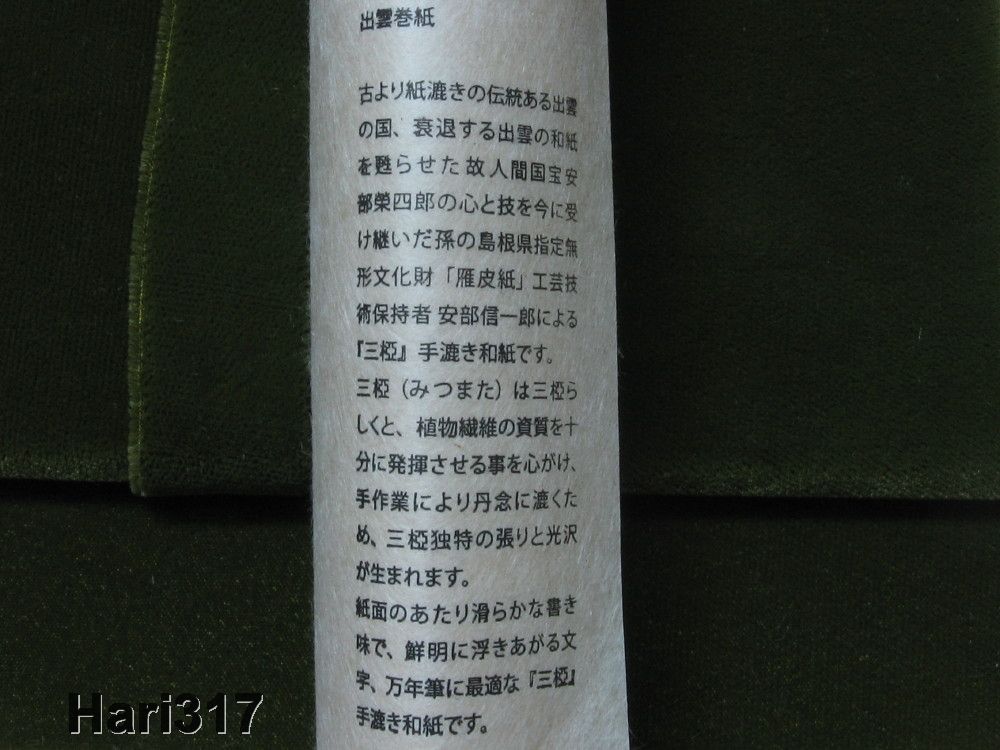 出雲巻紙
古より紙漉きの伝統ある出雲
の国、衰退する出雲の和紙
を甦らせた故人間国宝安
部榮四郎の心と技を今に受
け継いだ孫の島根県指定無
形文化財「雁皮紙」工芸技
術保持者 安部信一郎による
『三椏』手漉き和紙です。
三椏（みつまた）は三椏ら
しくと、植物繊維の資質を十
分に発揮させる事を心がけ、
手作業により丹念に漉くた
め、三椏独特の張りと光沢
が生まれます。
紙面のあたり滑らかな書き
味で、鮮明に浮きあがる文
字、万年筆に最適な『三椏』
手漉き和紙です。
Hari317